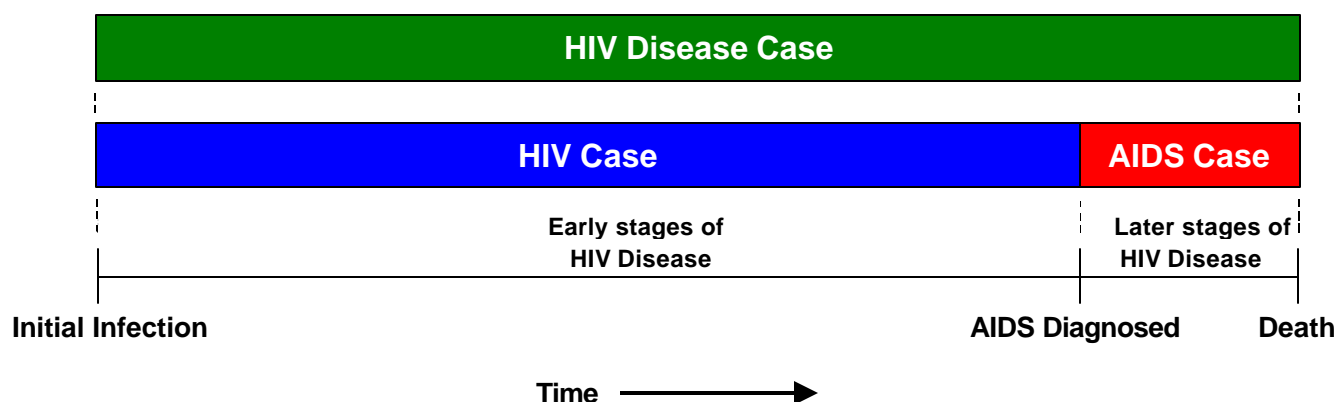 HIV Disease Case
HIV Case
AIDS Case
Early stages of
HIV Disease
Later stages of
HIV Disease
Initial Infection
AIDS Diagnosed
Death
Time